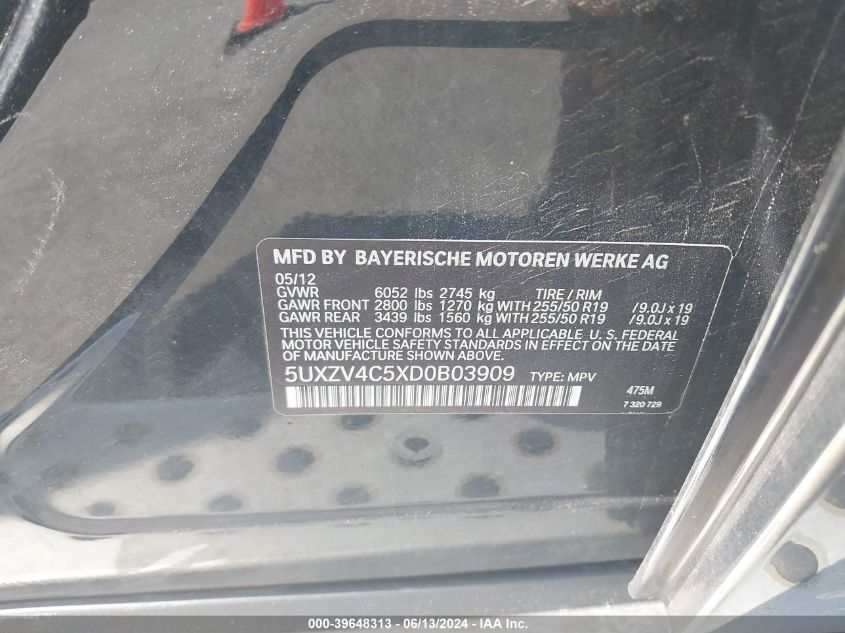 MFD BY BAYERISCHE MOTOREN WERKE AG
05/12
GVWR 6052 lbs 2745 kg TIRE / RIM
GAWR FRONT 2800 lbs 1270 kg WITH 255/50 R19 / 9.0J x 19
GAWR REAR 3439 lbs 1560 kg WITH 255/50 R19 / 9.0J x 19
THIS VEHICLE CONFORMS TO ALL APPLICABLE U. S. FEDERAL
MOTOR VEHICLE SAFETY STANDARDS IN EFFECT ON THE DATE OF
MANUFACTURE SHOWN ABOVE.
5UXZV4C5XD0B03909 TYPE: MPV 475M
7 320 729
000-39648313 - 06/13/2024 - IAAI.com